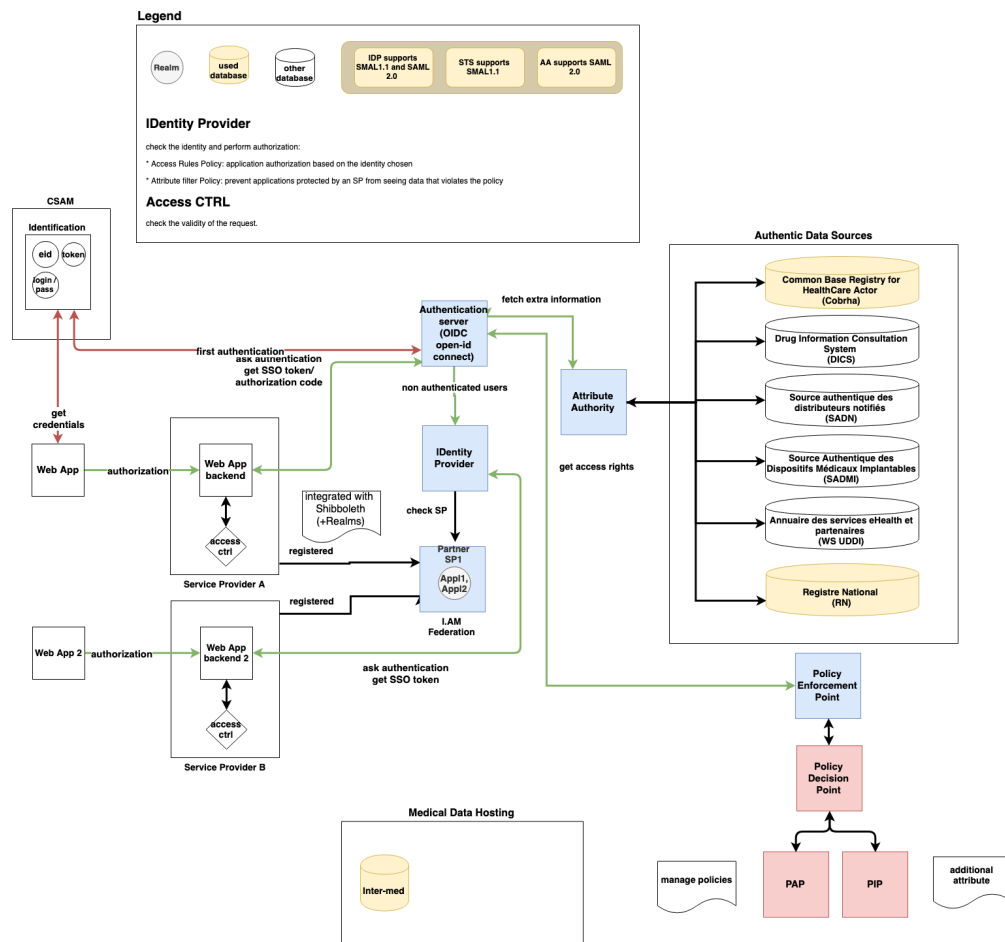 Legend
Realm
used
database
other
database
IDP supports
SMAL1.1 and SAML
2.0
STS supports
SMAL1.1
AA supports SAML
2.0
IDentity Provider
check the identity and perform authorization:
* Access Rules Policy: application authorization based on the identity chosen
* Attribute filter Policy: prevent applications protected by an SP from seeing data that violates the policy
Access CTRL
check the validity of the request.
CSAM
Identification
eid
token
login /
pass
Authentic Data Sources
Common Base Registry for
HealthCare Actor
(Cobrha)
Drug Information Consultation
System
(DICS)
Source authentique des
distributeurs notifiés
(SADN)
Source Authentique des
Dispositifs Médicaux Implantables
(SADMI)
Annuaire des services eHealth et
partenaires
(WS UDDI)
Registre National
(RN)
fetch extra information
Authentication
server
(OIDC
open-id
connect)
first authentication
ask authentication
get SSO token/
authorization code
non authenticated users
Attribute
Authority
get
credentials
Web App
authorization
Web App
backend
access
ctrl
Service Provider A
integrated with
Shibboleth
(+Realms)
registered
IDentity
Provider
get access rights
check SP
Partner
SP1
Appl1,
Appl2
I.AM
Federation
registered
Web App 2
authorization
Web App
backend 2
access
ctrl
Service Provider B
ask authentication
get SSO token
Policy
Enforcement
Point
Policy
Decision
Point
Medical Data Hosting
Inter-med
manage policies
PAP
PIP
additional
attribute